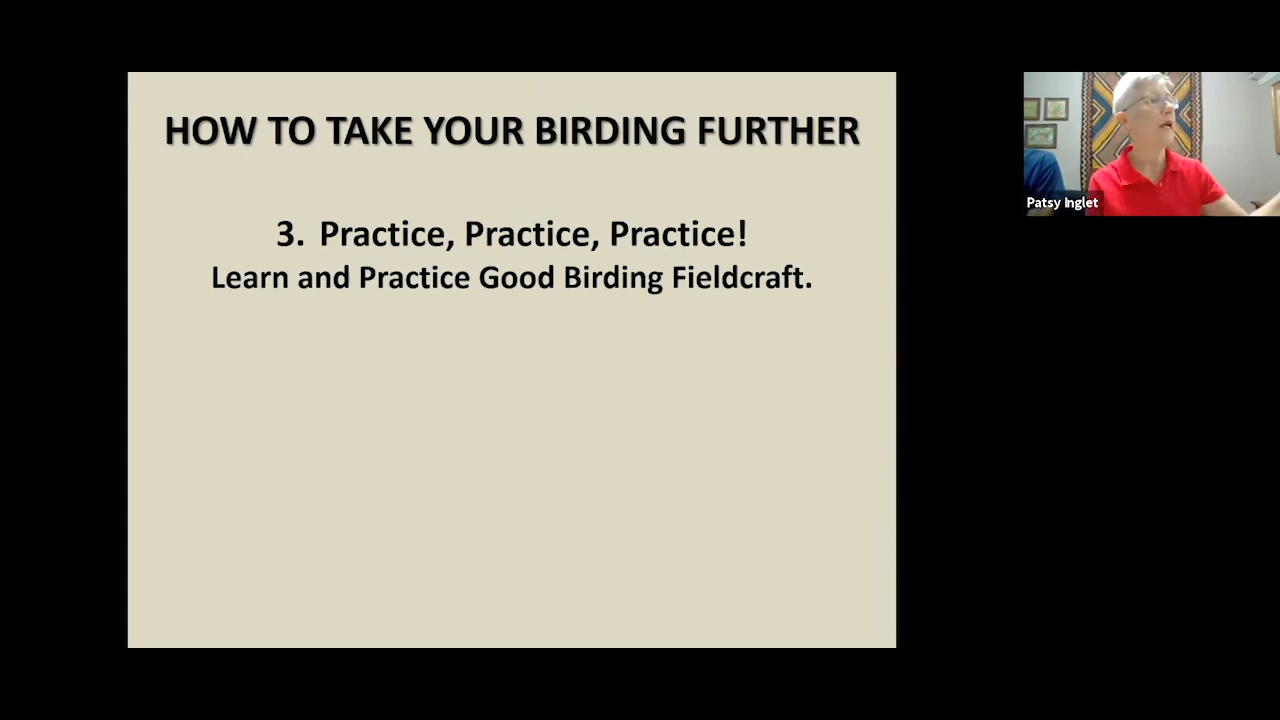 HOW TO TAKE YOUR BIRDING FURTHER
3. Practice, Practice, Practice!
Learn and Practice Good Birding Fieldcraft.
Patsy Inglet